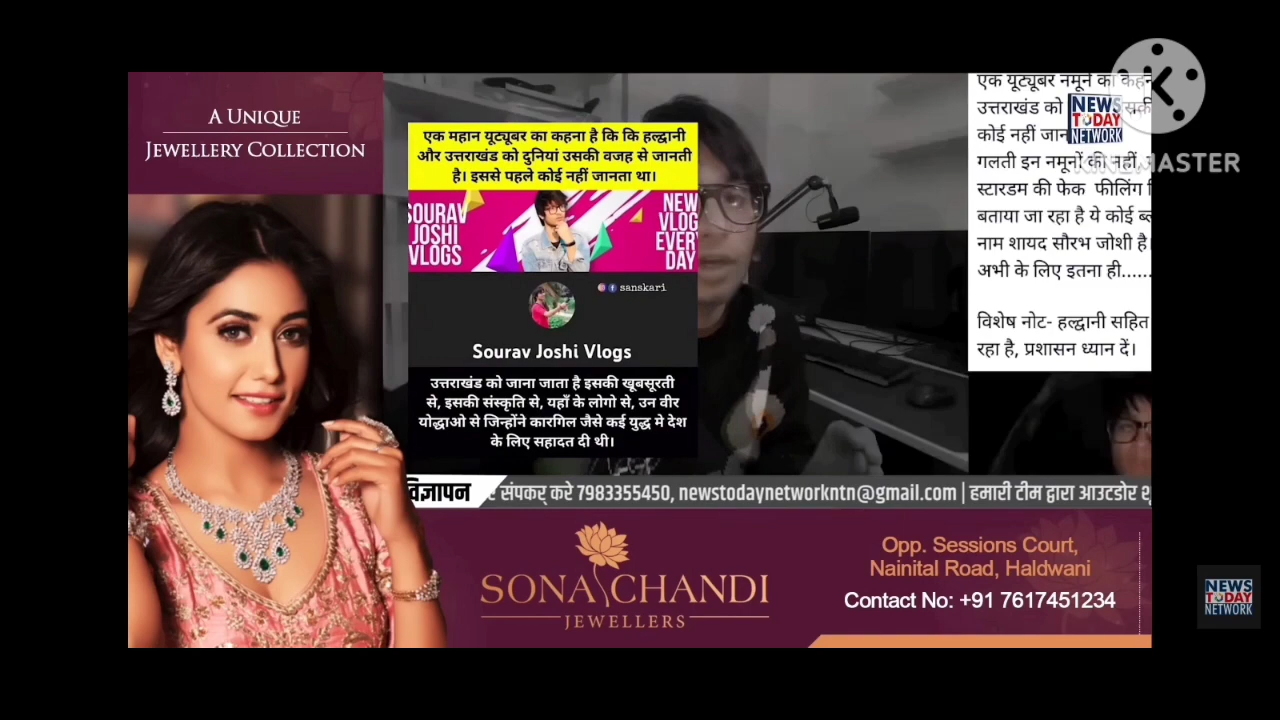 A UNIQUE
JEWELLERY COLLECTION
एक महान यूट्यूबर का कहना है कि कि हल्द्वानी
और उत्तराखंड को दुनियां उसकी वजह से जानती
है। इससे पहले कोई नहीं जानता था।
SOURAV
JOSHI
VLOGS
NEW
VLOG
EVERY
DAY
sanskari
Sourav Joshi Vlogs
उत्तराखंड को जाना जाता है इसकी खूबसूरती
से, इसकी संस्कृति से, यहाँ के लोगो से, उन वीर
योद्धाओ से जिन्होंने कारगिल जैसे कई युद्ध मे देश
के लिए सहादत दी थी।
एक यूट्यूबर नमूने का
उत्तराखंड को
कोई नहीं
गलती इन नमूनों की नहीं,
स्टारडम की फेक फीलिंग
बताया जा रहा है ये कोई
नाम शायद सौरभ जोशी है
अभी के लिए इतना ही......
विशेष नोट- हल्द्वानी सहित
रहा है, प्रशासन ध्यान दें।
NEWS
TODAY
NETWORK
KINEMASTER
विज्ञापन
संपकर् करे 7983355450, newstodaynetworkntn@gmail.com | हमारी टीम द्वारा आउटडोर
SONA CHANDI
JEWELLERS
Opp. Sessions Court,
Nainital Road, Haldwani
Contact No: +91 7617451234
NEWS
TODAY
NETWORK